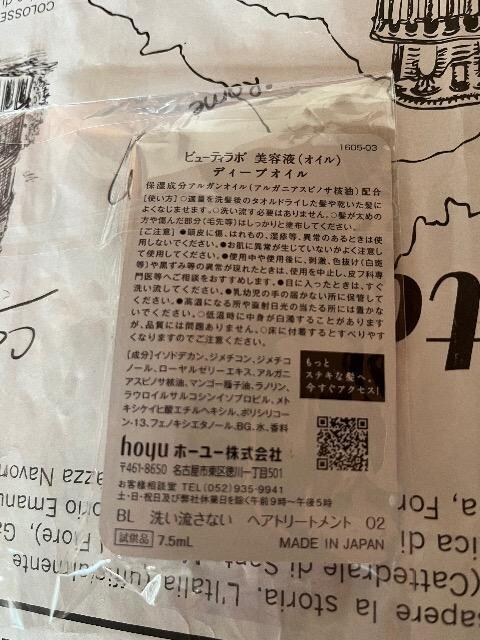 COLOSSE
Rome
1605-03
ビューティラボ 美容液(オイル)
ディープオイル
保湿成分アルガンオイル(アルガニアスピノサ核油)配合
[使い方]○適量を洗髪後のタオルドライした髪や乾いた髪に
よくなじませます。○洗い流す必要はありません。○髪が太めの
方や傷んだ部分(毛先等)はしっかりと塗布してください。
[ご注意]●頭皮に傷、はれもの、湿疹等、異常のあるときは使
用しないでください。●お肌に異常が生じていないかよく注意し
て使用してください。●使用中や使用後に、刺激、色抜け(白斑
等)や黒ずみ等の異常が現れたときは、使用を中止し、皮フ科専
門医等へご相談をおすすめします。●目に入ったときは、すぐ
洗い流してください。●乳幼児の手の届かない所に保管して
ください。●高温になる所や直射日光の当たる所には置かな
いでください。○低温時に中身が白濁することがあります
が、品質には問題ありません。○床に付着するとすべりやす
くなりますのでご注意ください。
[成分]イソドデカン、ジメチコン、ジメチコ
ノール、ローヤルゼリーエキス、アルガニ
アスピノサ核油、マンゴー種子油、ラノリン、
ラウロイルサルコシンイソプロピル、メト
キシケイヒ酸エチルヘキシル、ポリシリコー
ン-13、フェノキシエタノール、BG、水、香料
もっと
ステキな髪へ。
今すぐアクセス!
hoyu ホーユー株式会社
〒461-8650 名古屋市東区徳川一丁目501
お客様相談室 TEL(052)935-9941
土・日・祝日及び弊社休業日を除く午前9時〜午後5時
BL 洗い流さない ヘアトリートメント 02
試供品 7.5mL MADE IN JAPAN
azza Navon
orio Emanu
Fiore), Ga
ialmente
(ufficialmente
(Cattedrale di
ica di
a, For
sapere la storia. L'Italia